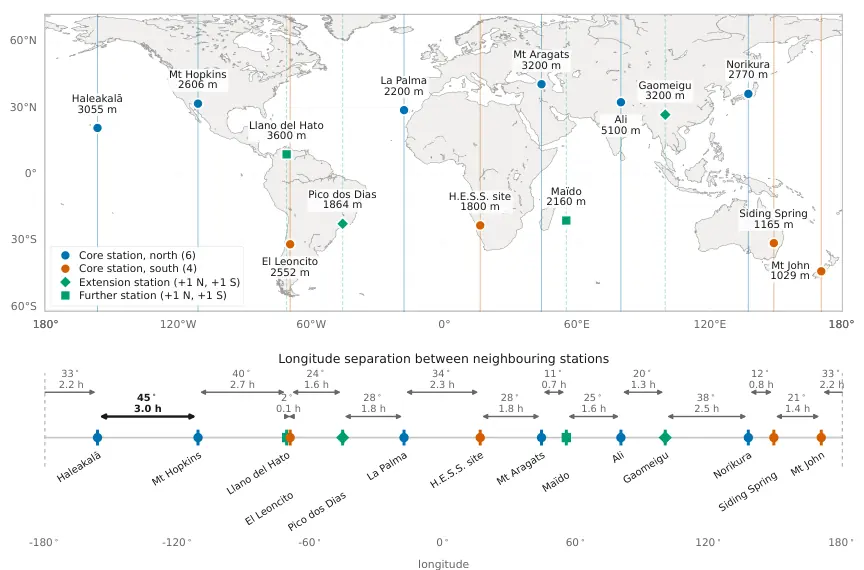 60°N
30°N
0°
30°S
60°S
Haleakalā
3055 m
Mt Hopkins
2606 m
Llano del Hato
3600 m
Pico dos Dias
1864 m
El Leoncito
2552 m
La Palma
2200 m
H.E.S.S. site
1800 m
Mt Aragats
3200 m
Maïdo
2160 m
Ali
5100 m
Gaomeigu
3200 m
Norikura
2770 m
Siding Spring
1165 m
Mt John
1029 m
Core station, north (6)
Core station, south (4)
Extension station (+1 N, +1 S)
Further station (+1 N, +1 S)
180° 120°W 60°W 0° 60°E 120°E 180°
Longitude separation between neighbouring stations
33° 40° 24° 34° 11° 20° 12° 33°
2.2 h 2.7 h 1.6 h 2.3 h 0.7 h 1.3 h 0.8 h 2.2 h
45° 2° 28° 28° 25° 38° 21°
3.0 h 0.1 h 1.8 h 1.8 h 1.6 h 2.5 h 1.4 h
Haleakalā
Mt Hopkins
Llano del Hato
El Leoncito
Pico dos Dias
La Palma
H.E.S.S. site
Mt Aragats
Maïdo
Ali
Gaomeigu
Norikura
Siding Spring
Mt John
-180° -120° -60° 0° 60° 120° 180°
longitude